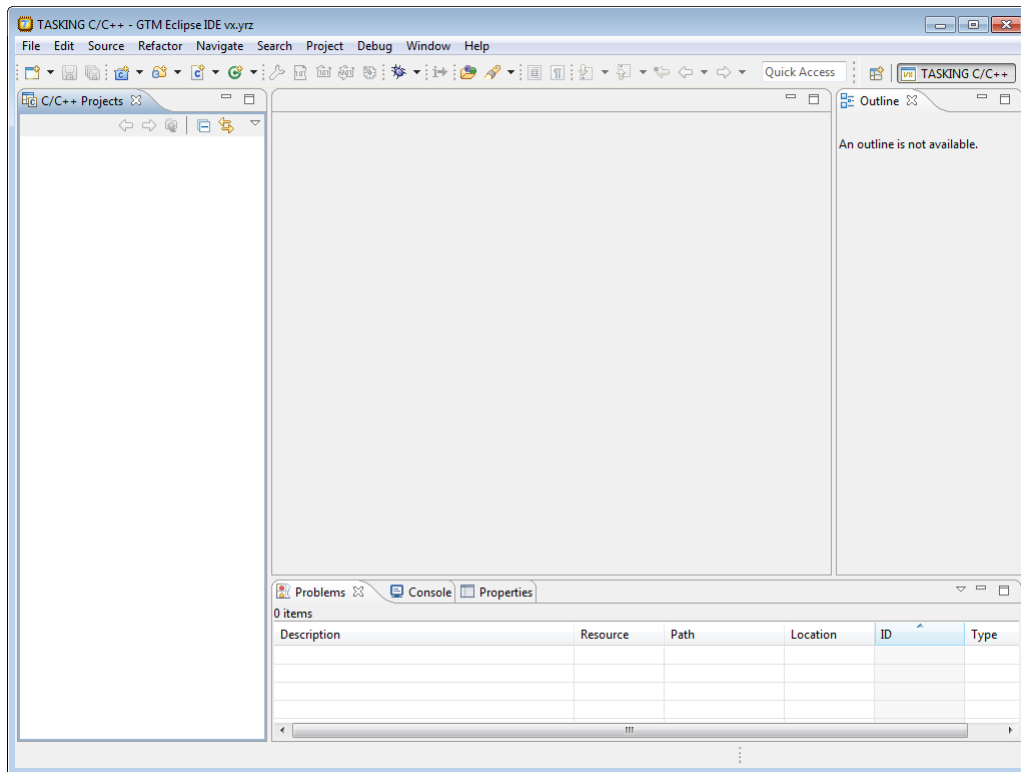 TASKING C/C++ - GTM Eclipse IDE vx.yrz
File Edit Source Refactor Navigate Search Project Debug Window Help
Quick Access TASKING C/C++
C/C++ Projects
Outline
An outline is not available.
Problems Console Properties
0 items
Description Resource Path Location ID Type